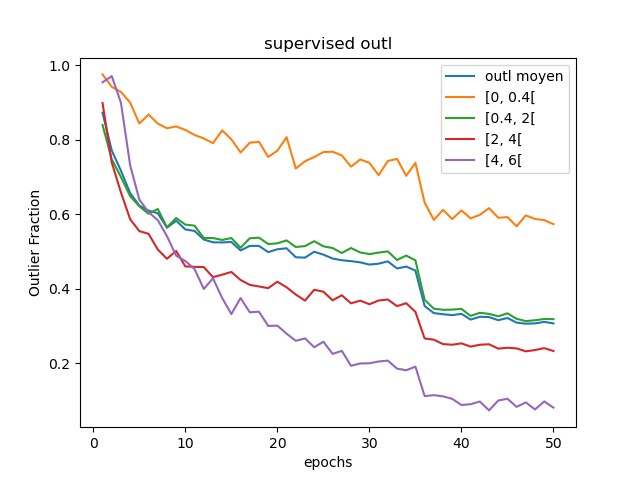 supervised outl
1.0
0.8
0.6
0.4
0.2
Outlier Fraction
outl moyen
[0, 0.4[
[0.4, 2[
[2, 4[
[4, 6[
0 10 20 30 40 50
epochs